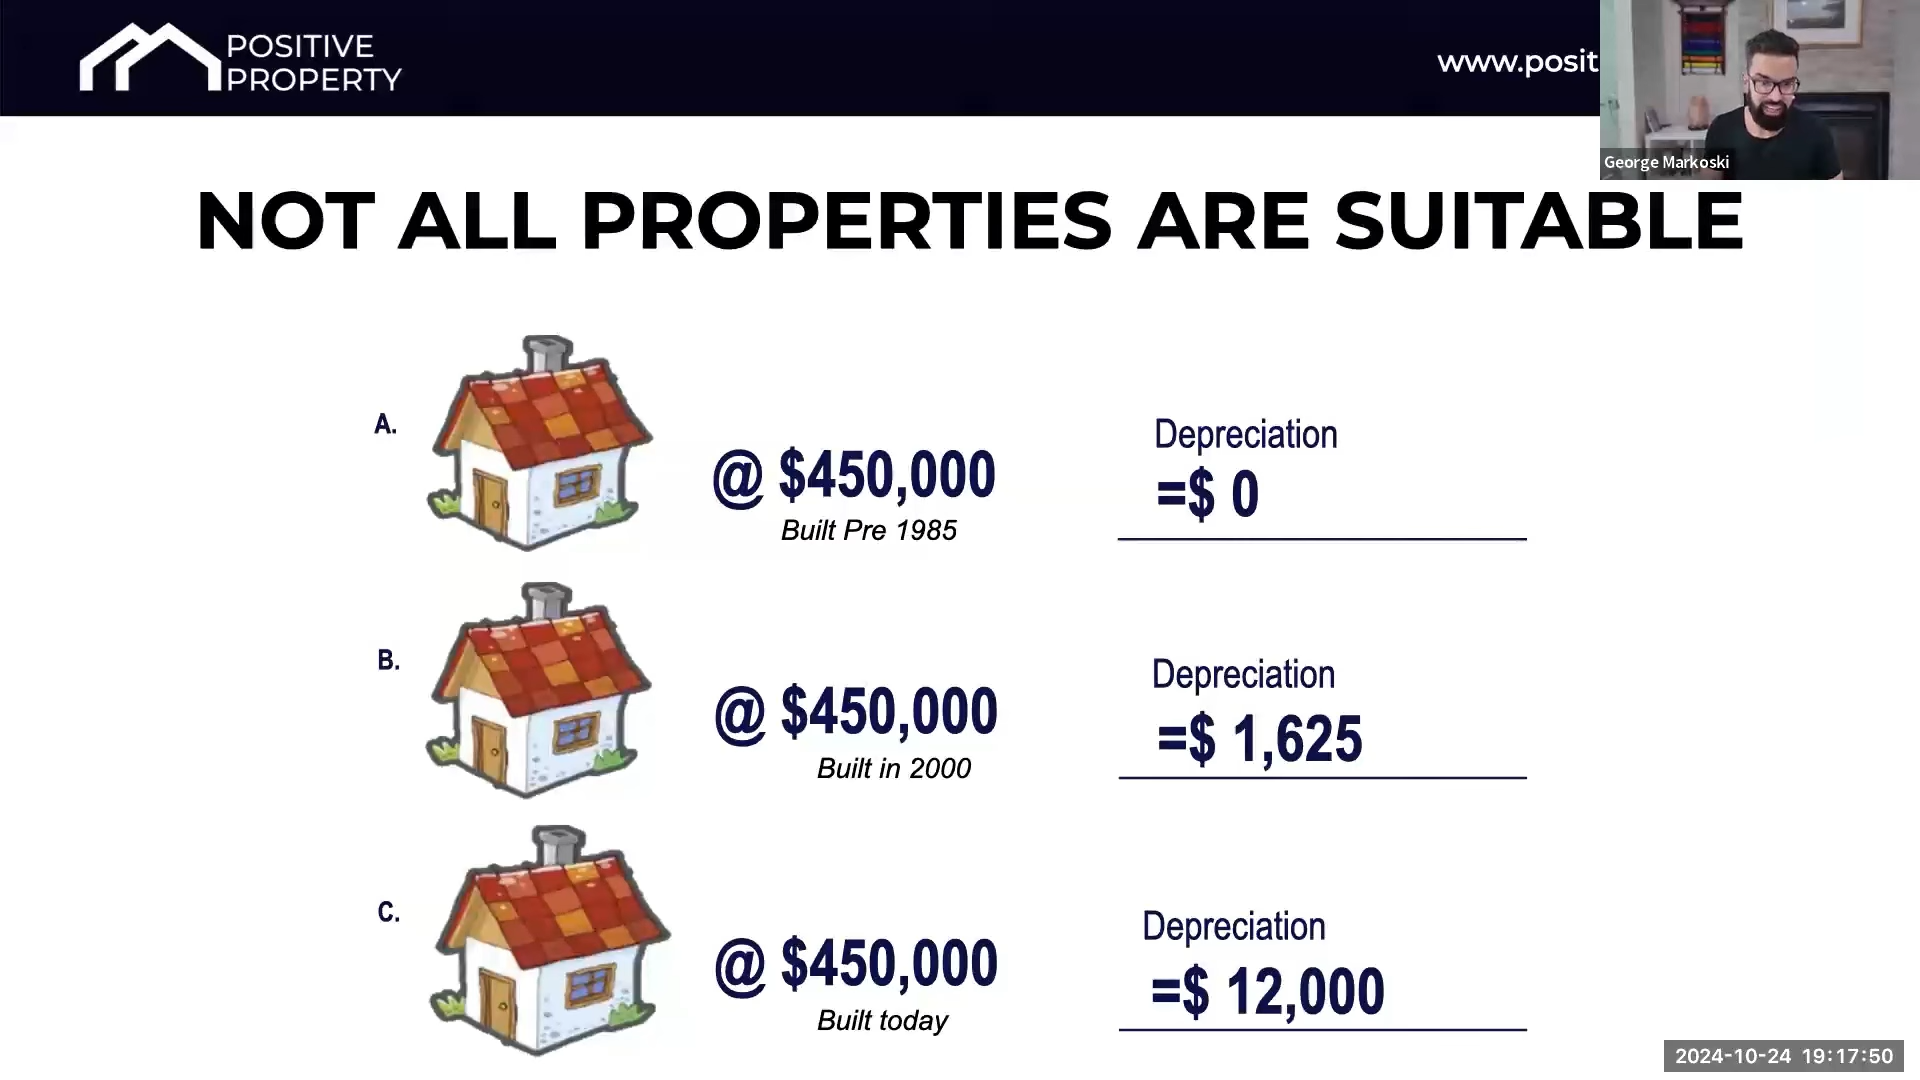 POSITIVE
PROPERTY
www.posit
George Markoski
NOT ALL PROPERTIES ARE SUITABLE
A.
@ $450,000
Built Pre 1985
Depreciation
=$ 0
B.
@ $450,000
Built in 2000
Depreciation
=$ 1,625
C.
@ $450,000
Built today
Depreciation
=$ 12,000
2024-10-24 19:17:50